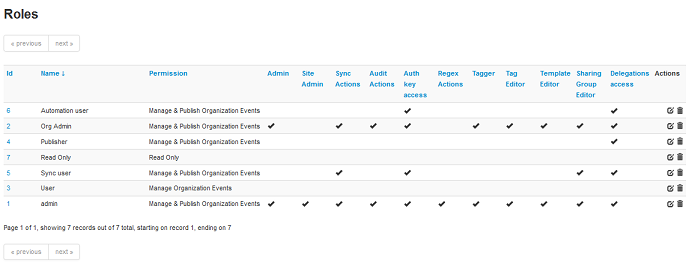 Roles
« previous next »
Id Name ↓ Permission Admin Site Admin Sync Actions Audit Actions Auth key access Regex Actions Tagger Tag Editor Template Editor Sharing Group Editor Delegations access Actions
6 Automation user Manage & Publish Organization Events ✔ ✔
2 Org Admin Manage & Publish Organization Events ✔ ✔ ✔ ✔ ✔ ✔ ✔ ✔ ✔
4 Publisher Manage & Publish Organization Events ✔
7 Read Only Read Only
5 Sync user Manage & Publish Organization Events ✔ ✔ ✔ ✔
3 User Manage Organization Events
1 admin Manage & Publish Organization Events ✔ ✔ ✔ ✔ ✔ ✔ ✔ ✔ ✔ ✔ ✔
Page 1 of 1, showing 7 records out of 7 total, starting on record 1, ending on 7
« previous next »